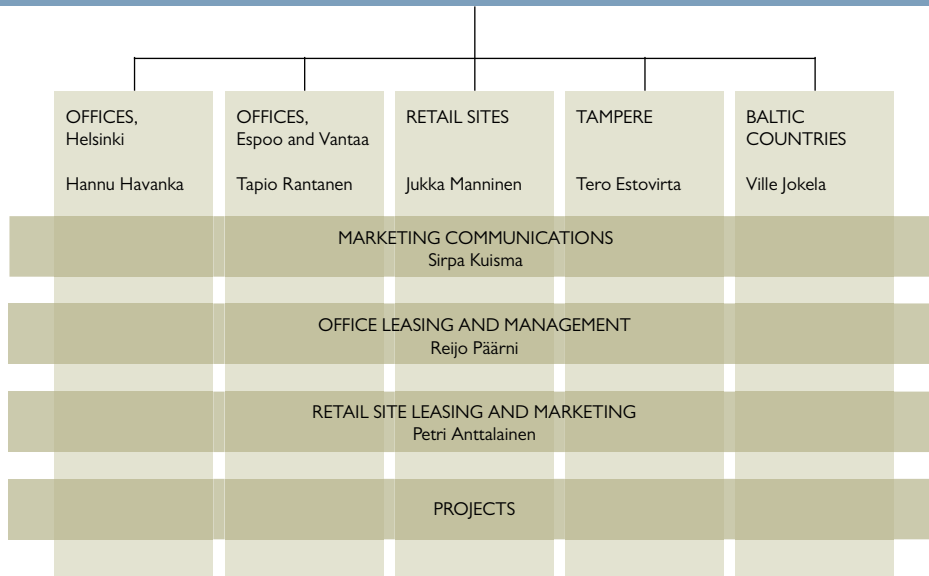 OFFICES,
Helsinki
Hannu Havanka
OFFICES,
Espoo and Vantaa
Tapio Rantanen
RETAIL SITES
Jukka Manninen
TAMPERE
Tero Estovirta
BALTIC
COUNTRIES
Ville Jokela
MARKETING COMMUNICATIONS
Sirpa Kuisma
OFFICE LEASING AND MANAGEMENT
Reijo Päärni
RETAIL SITE LEASING AND MARKETING
Petri Anttalainen
PROJECTS